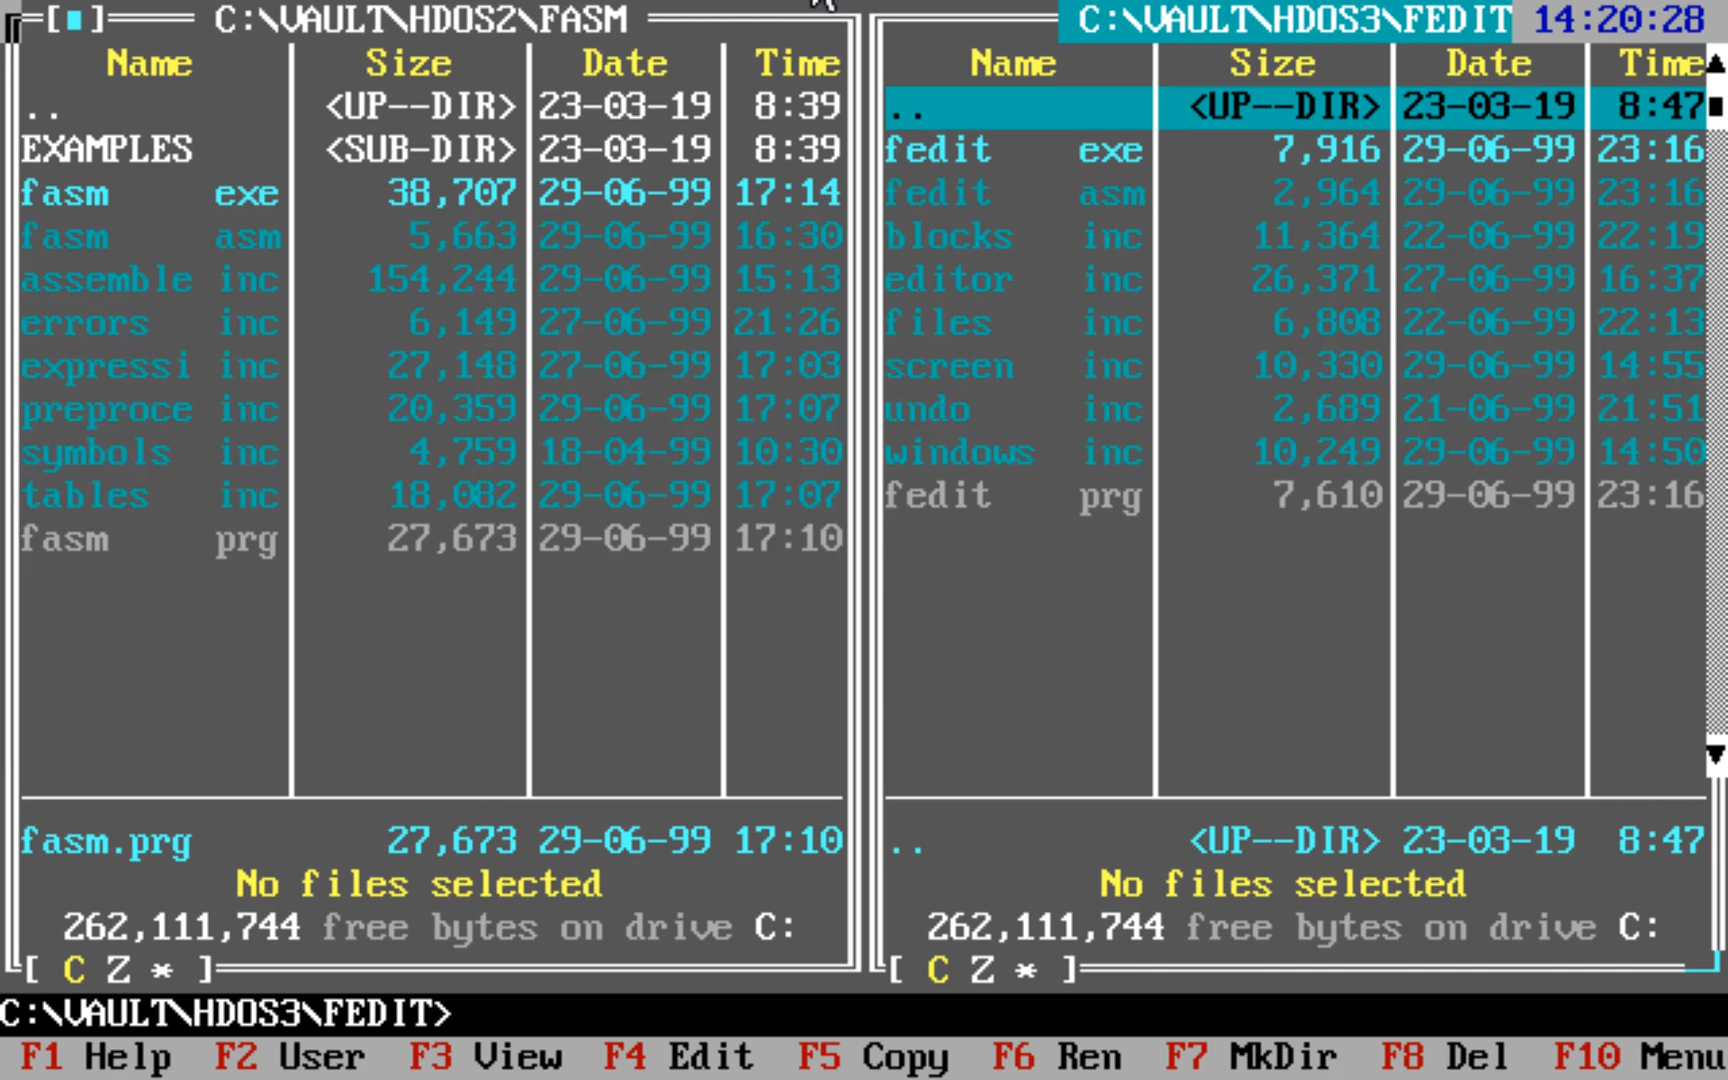 [■] C:\VAULT\HDOS2\FASM
Name Size Date Time
.. <UP--DIR> 23-03-19 8:39
EXAMPLES <SUB-DIR> 23-03-19 8:39
fasm exe 38,707 29-06-99 17:14
fasm asm 5,663 29-06-99 16:30
assemble inc 154,244 29-06-99 15:13
errors inc 6,149 27-06-99 21:26
expressi inc 27,148 27-06-99 17:03
preproce inc 20,359 29-06-99 17:07
symbols inc 4,759 18-04-99 10:30
tables inc 18,082 29-06-99 17:07
fasm prg 27,673 29-06-99 17:10
fasm.prg 27,673 29-06-99 17:10
No files selected
262,111,744 free bytes on drive C:
[ C Z * ]
C:\VAULT\HDOS3\FEDIT 14:20:28
Name Size Date Time
.. <UP--DIR> 23-03-19 8:47
fedit exe 7,916 29-06-99 23:16
fedit asm 2,964 29-06-99 23:16
blocks inc 11,364 22-06-99 22:19
editor inc 26,371 27-06-99 16:37
files inc 6,808 22-06-99 22:13
screen inc 10,330 29-06-99 14:55
undo inc 2,689 21-06-99 21:51
windows inc 10,249 29-06-99 14:50
fedit prg 7,610 29-06-99 23:16
.. <UP--DIR> 23-03-19 8:47
No files selected
262,111,744 free bytes on drive C:
[ C Z * ]
C:\VAULT\HDOS3\FEDIT>
F1 Help F2 User F3 View F4 Edit F5 Copy F6 Ren F7 MkDir F8 Del F10 Menu